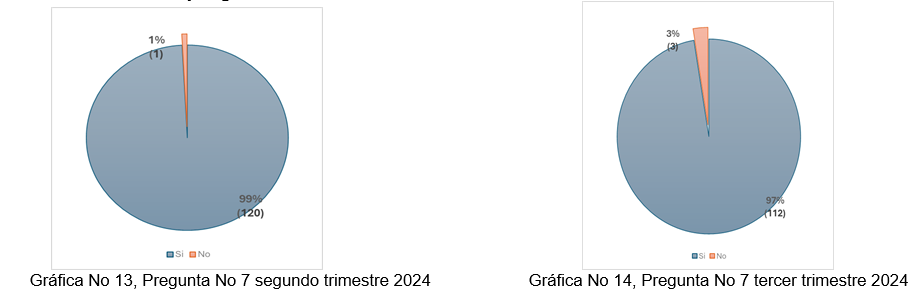 1%
(1)
99%
(120)
Si No
Gráfica No 13, Pregunta No 7 segundo trimestre 2024
3%
(3)
97%
(112)
Si No
Gráfica No 14, Pregunta No 7 tercer trimestre 2024